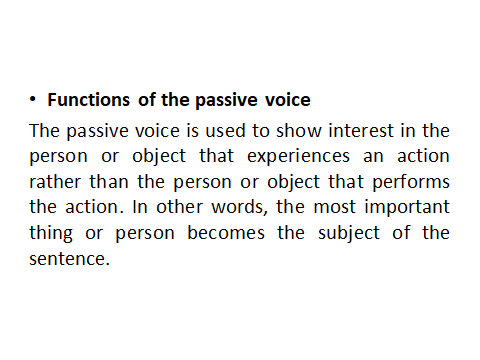 • Functions of the passive voice
The passive voice is used to show interest in the
person or object that experiences an action
rather than the person or object that performs
the action. In other words, the most important
thing or person becomes the subject of the
sentence.